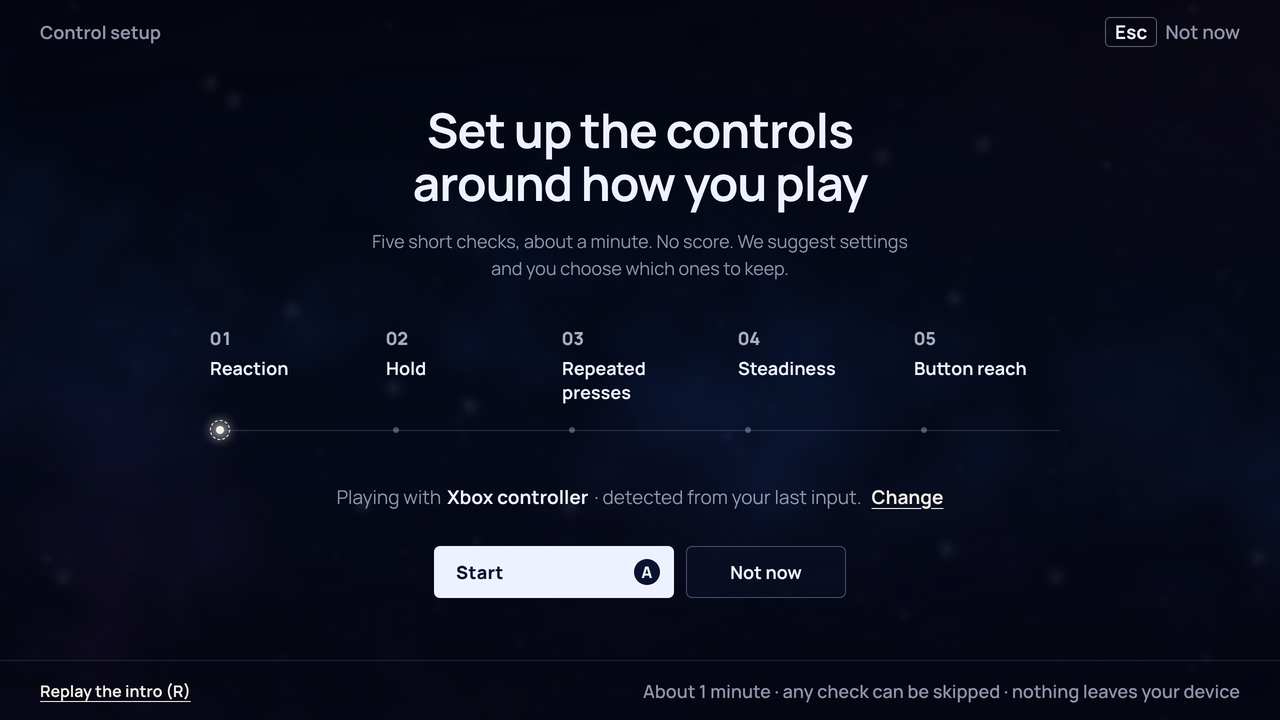 Control setup
Esc Not now
Set up the controls
around how you play
Five short checks, about a minute. No score. We suggest settings
and you choose which ones to keep.
01
Reaction
02
Hold
03
Repeated
presses
04
Steadiness
05
Button reach
Playing with Xbox controller · detected from your last input. Change
Start A
Not now
Replay the intro (R)
About 1 minute · any check can be skipped · nothing leaves your device